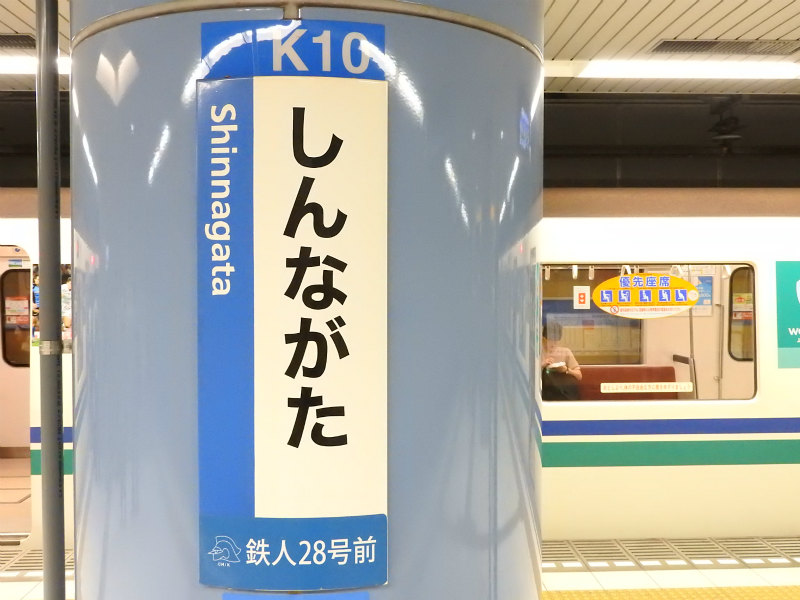 K10
Shinnagata
しんながた
鉄人28号前
優先座席